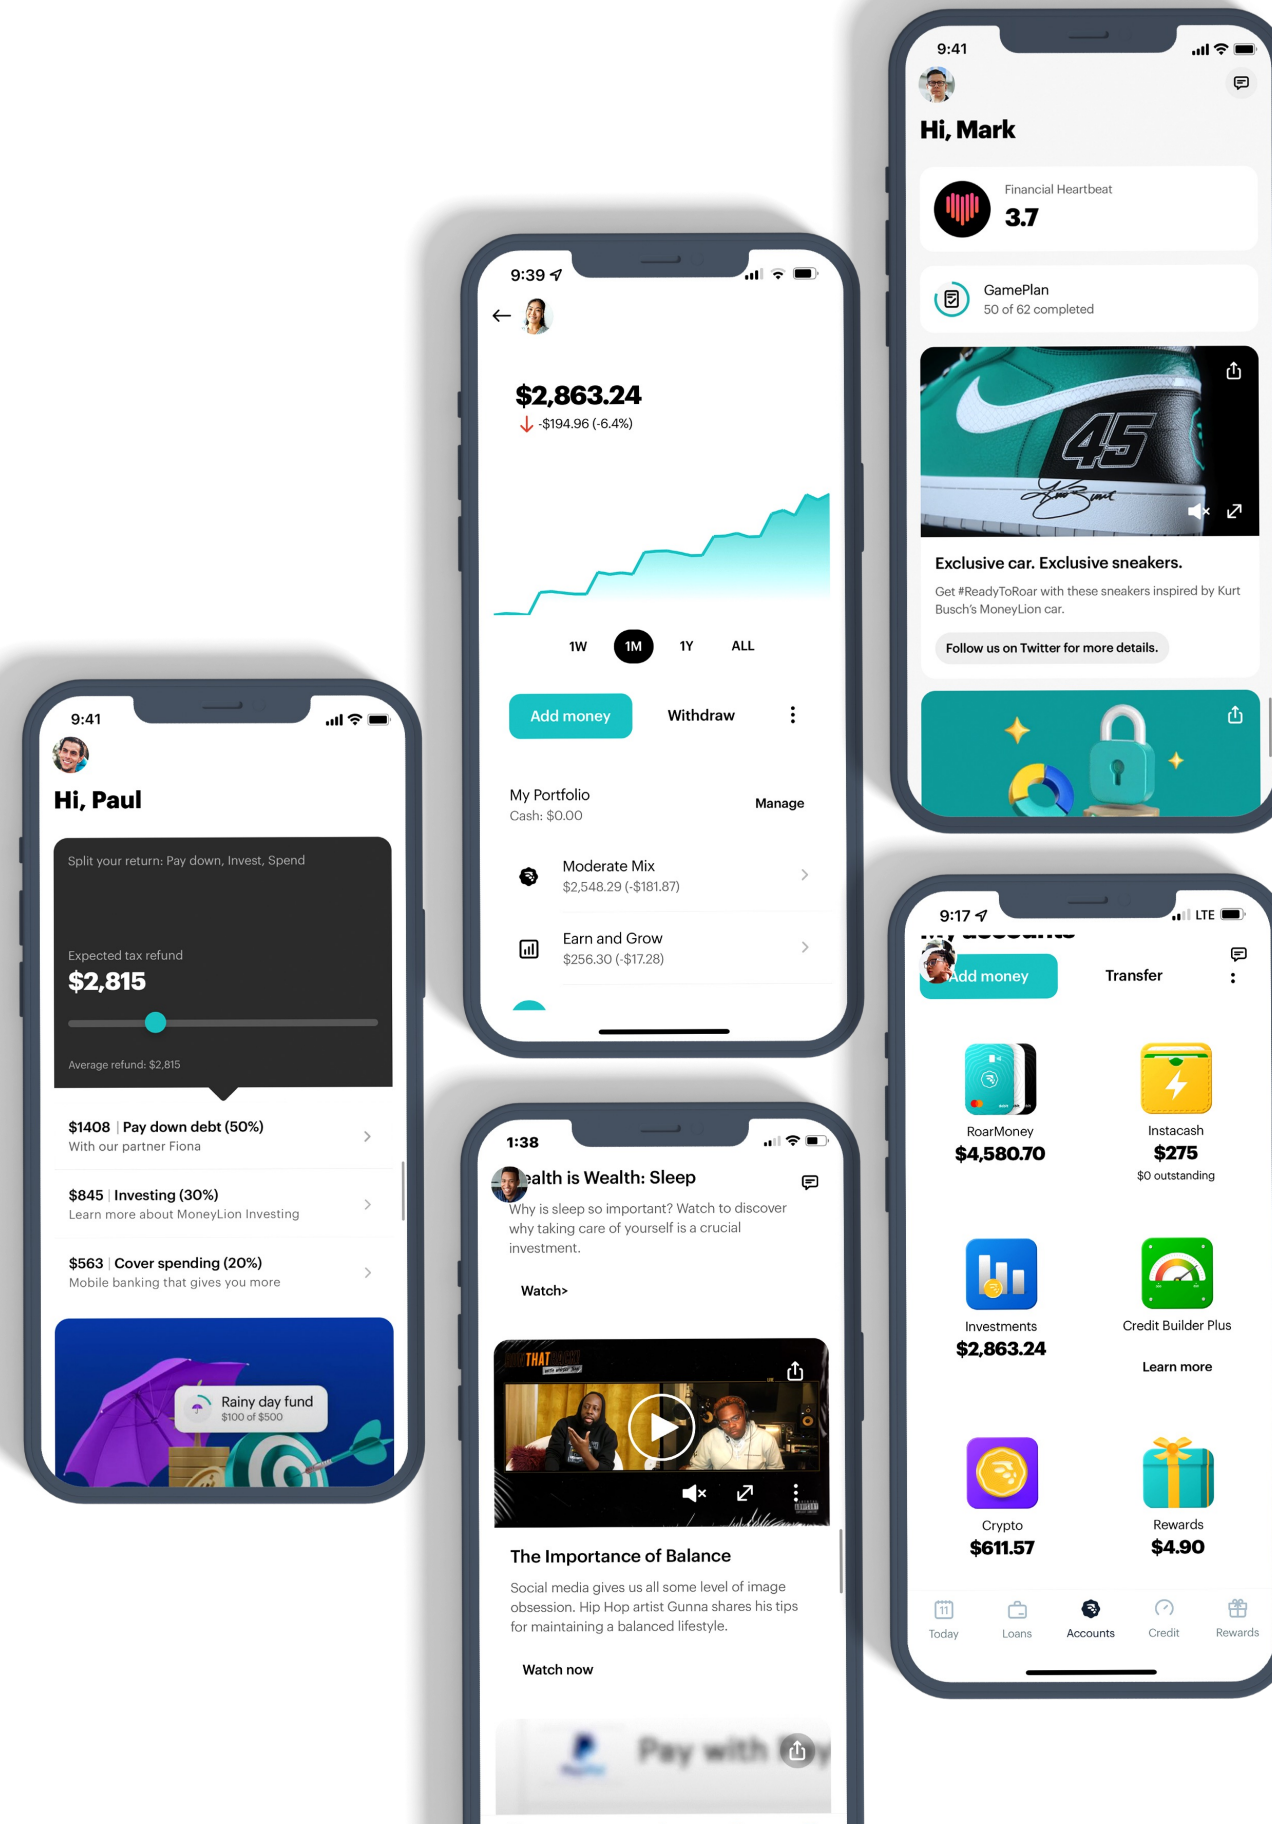 9:41
Hi, Mark
Financial Heartbeat
3.7
GamePlan
50 of 62 completed
45
Exclusive car. Exclusive sneakers.
Get #ReadyToRoar with these sneakers inspired by Kurt
Busch's MoneyLion car.
Follow us on Twitter for more details.
9:39
$2,863.24
-$194.96 (-6.4%)
1W 1M 1Y ALL
Add money Withdraw
My Portfolio
Cash: $0.00
Manage
Moderate Mix
$2,548.29 (-$181.87)
Earn and Grow
$256.30 (-$17.28)
9:41
Hi, Paul
Split your return: Pay down, Invest, Spend
Expected tax refund
$2,815
Average refund: $2,815
$1408 | Pay down debt (50%)
With our partner Fiona
$845 | Investing (30%)
Learn more about MoneyLion Investing
$563 | Cover spending (20%)
Mobile banking that gives you more
Rainy day fund
$100 of $500
1:38
ealth is Wealth: Sleep
Why is sleep so important? Watch to discover
why taking care of yourself is a crucial
investment.
Watch>
THAT
LIVE
The Importance of Balance
Social media gives us all some level of image
obsession. Hip Hop artist Gunna shares his tips
for maintaining a balanced lifestyle.
Watch now
PayPal
Pay with
9:17 LTE
My accounts
Add money Transfer
RoarMoney
$4,580.70
Instacash
$275
$0 outstanding
Investments
$2,863.24
Credit Builder Plus
Learn more
Crypto
$611.57
Rewards
$4.90
11
Today Loans Accounts Credit Rewards